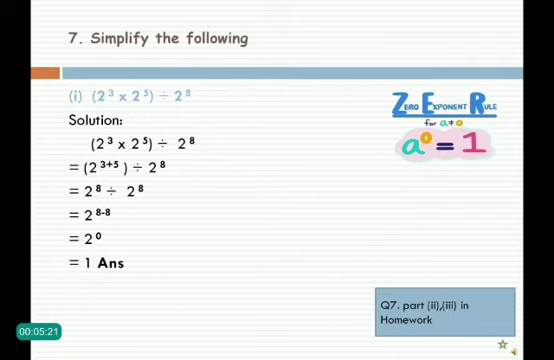 7. Simplify the following
(i) (2³ x 2⁵) ÷ 2⁸
Solution:
(2³ x 2⁵) ÷ 2⁸
= (2³⁺⁵ ) ÷ 2⁸
= 2⁸ ÷ 2⁸
= 2⁸⁻⁸
= 2⁰
= 1 Ans
ZERO EXPONENT RULE
for a≠0
a⁰ = 1
Q7. part (ii),(iii) in
Homework
00:05:21